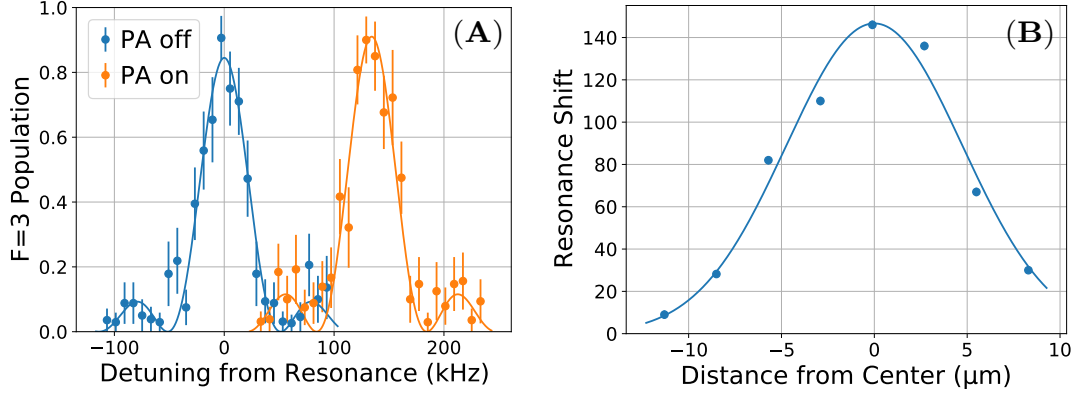 (A)
PA off
PA on
1.0
0.8
0.6
0.4
0.2
0.0
F=3 Population
−100
0
100
200
Detuning from Resonance (kHz)
(B)
140
120
100
80
60
40
20
0
Resonance Shift
−10
−5
0
5
10
Distance from Center (μm)